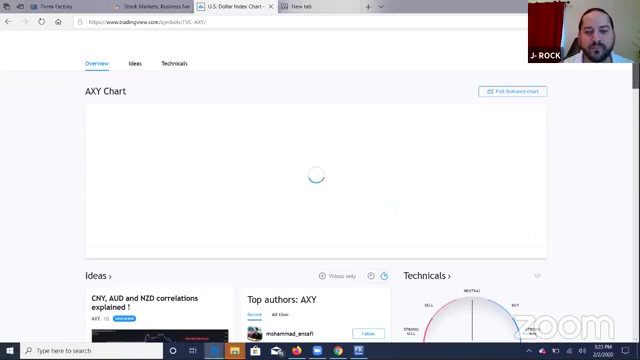 Forex Factory
Stock Markets, Business Ne
U.S. Dollar Index Chart
New tab
https://www.tradingview.com/symbols/TVC-AXY/
J- ROCK
Overview
Ideas
Technicals
AXY Chart
Full-featured chart
Ideas ›
Videos only
Technicals ›
CNY, AUD and NZD correlations
explained !
AXY,
Top authors: AXY
Recent
All time
mohammad_ensafi
Follow
NEUTRAL
SELL
BUY
STRONG
SELL
STRONG
BUY
zoom
Type here to search
5:21 PM
2/2/2020